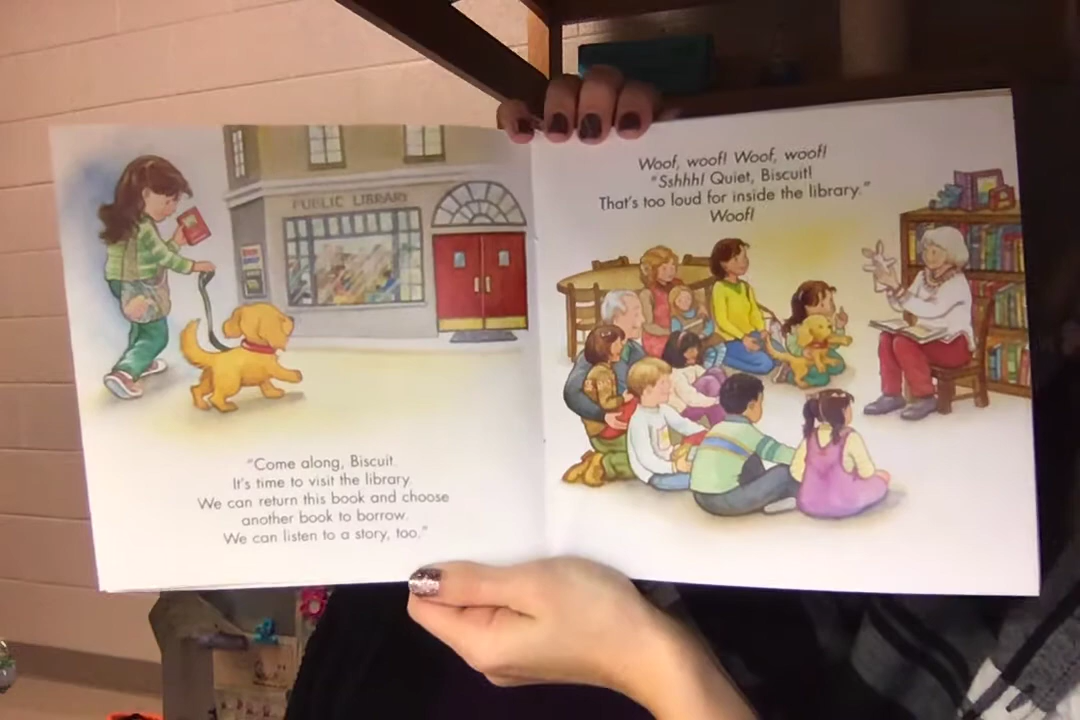 PUBLIC LIBRARY
"Come along, Biscuit.
It's time to visit the library.
We can return this book and choose
another book to borrow.
We can listen to a story, too."
Woof, woof! Woof, woof!
"Sshhh! Quiet, Biscuit!
That's too loud for inside the library."
Woof!